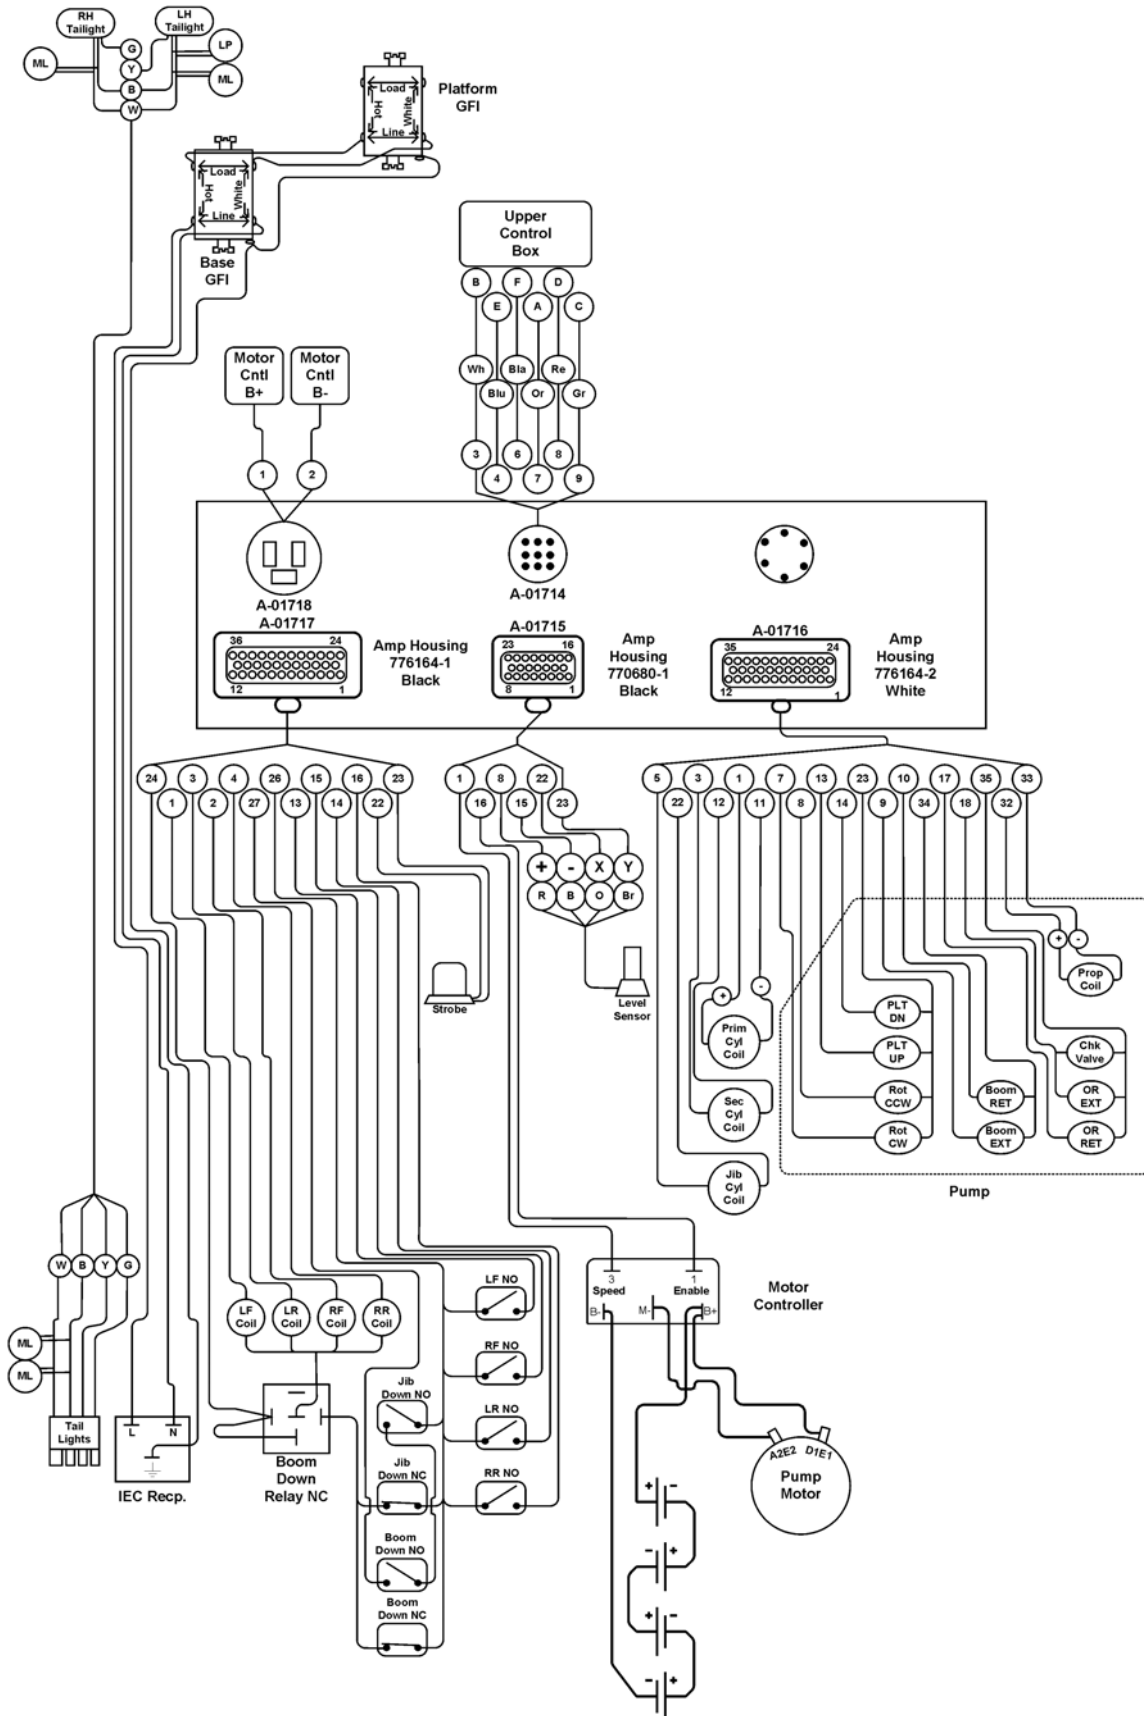 RH
Tailight
LH
Tailight
G
LP
ML
Y
ML
B
W
Load
Hot
White
Line
Platform
GFI
Load
Hot
White
Line
Base
GFI
Upper
Control
Box
B
F
D
E
A
C
Motor
Cntl
B+
Motor
Cntl
B-
Wh
Bla
Re
Blu
Or
Gr
3
6
8
4
7
9
1
2
A-01718
A-01717
36
24
12
1
Amp Housing
776164-1
Black
A-01714
A-01715
23
16
8
1
Amp
Housing
770680-1
Black
A-01716
35
24
12
1
Amp
Housing
776164-2
White
24
3
4
26
15
16
23
1
2
27
13
14
22
1
8
22
16
15
23
5
3
1
7
13
23
10
17
35
33
22
12
11
8
14
9
34
18
32
+
-
X
Y
R
B
O
Br
Strobe
Level
Sensor
+
-
Prim
Cyl
Coil
Sec
Cyl
Coil
Jib
Cyl
Coil
+
-
Prop
Coil
PLT
DN
PLT
UP
Rot
CCW
Rot
CW
Boom
RET
Boom
EXT
Chk
Valve
OR
EXT
OR
RET
Pump
W
B
Y
G
ML
ML
Tail
Lights
L
N
IEC Recp.
LF
Coil
LR
Coil
RF
Coil
RR
Coil
Boom
Down
Relay NC
Jib
Down NO
Jib
Down NC
Boom
Down NO
Boom
Down NC
LF NO
RF NO
LR NO
RR NO
3
Speed
1
Enable
B-
M-
B+
Motor
Controller
A2E2
D1E1
Pump
Motor
+
-
-
+
+
-
-
+